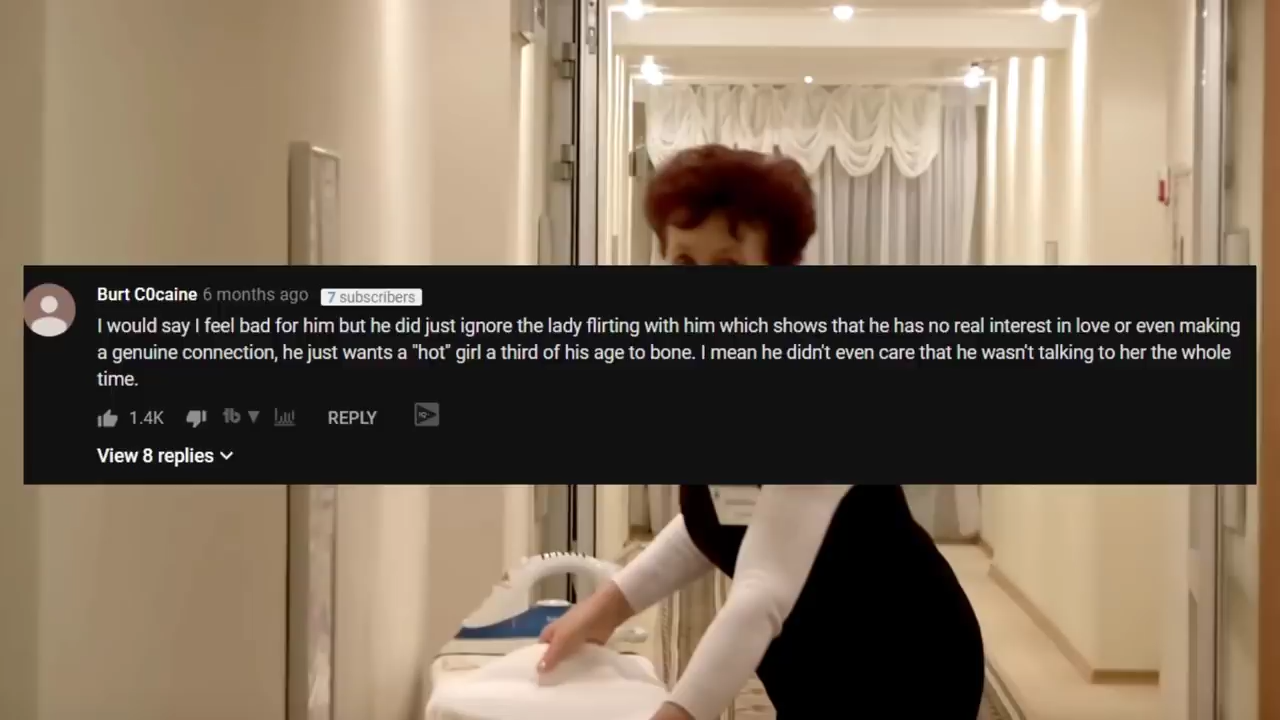 Burt C0caine 6 months ago 7 subscribers
I would say I feel bad for him but he did just ignore the lady flirting with him which shows that he has no real interest in love or even making
a genuine connection, he just wants a "hot" girl a third of his age to bone. I mean he didn't even care that he wasn't talking to her the whole
time.
1.4K tb REPLY
View 8 replies